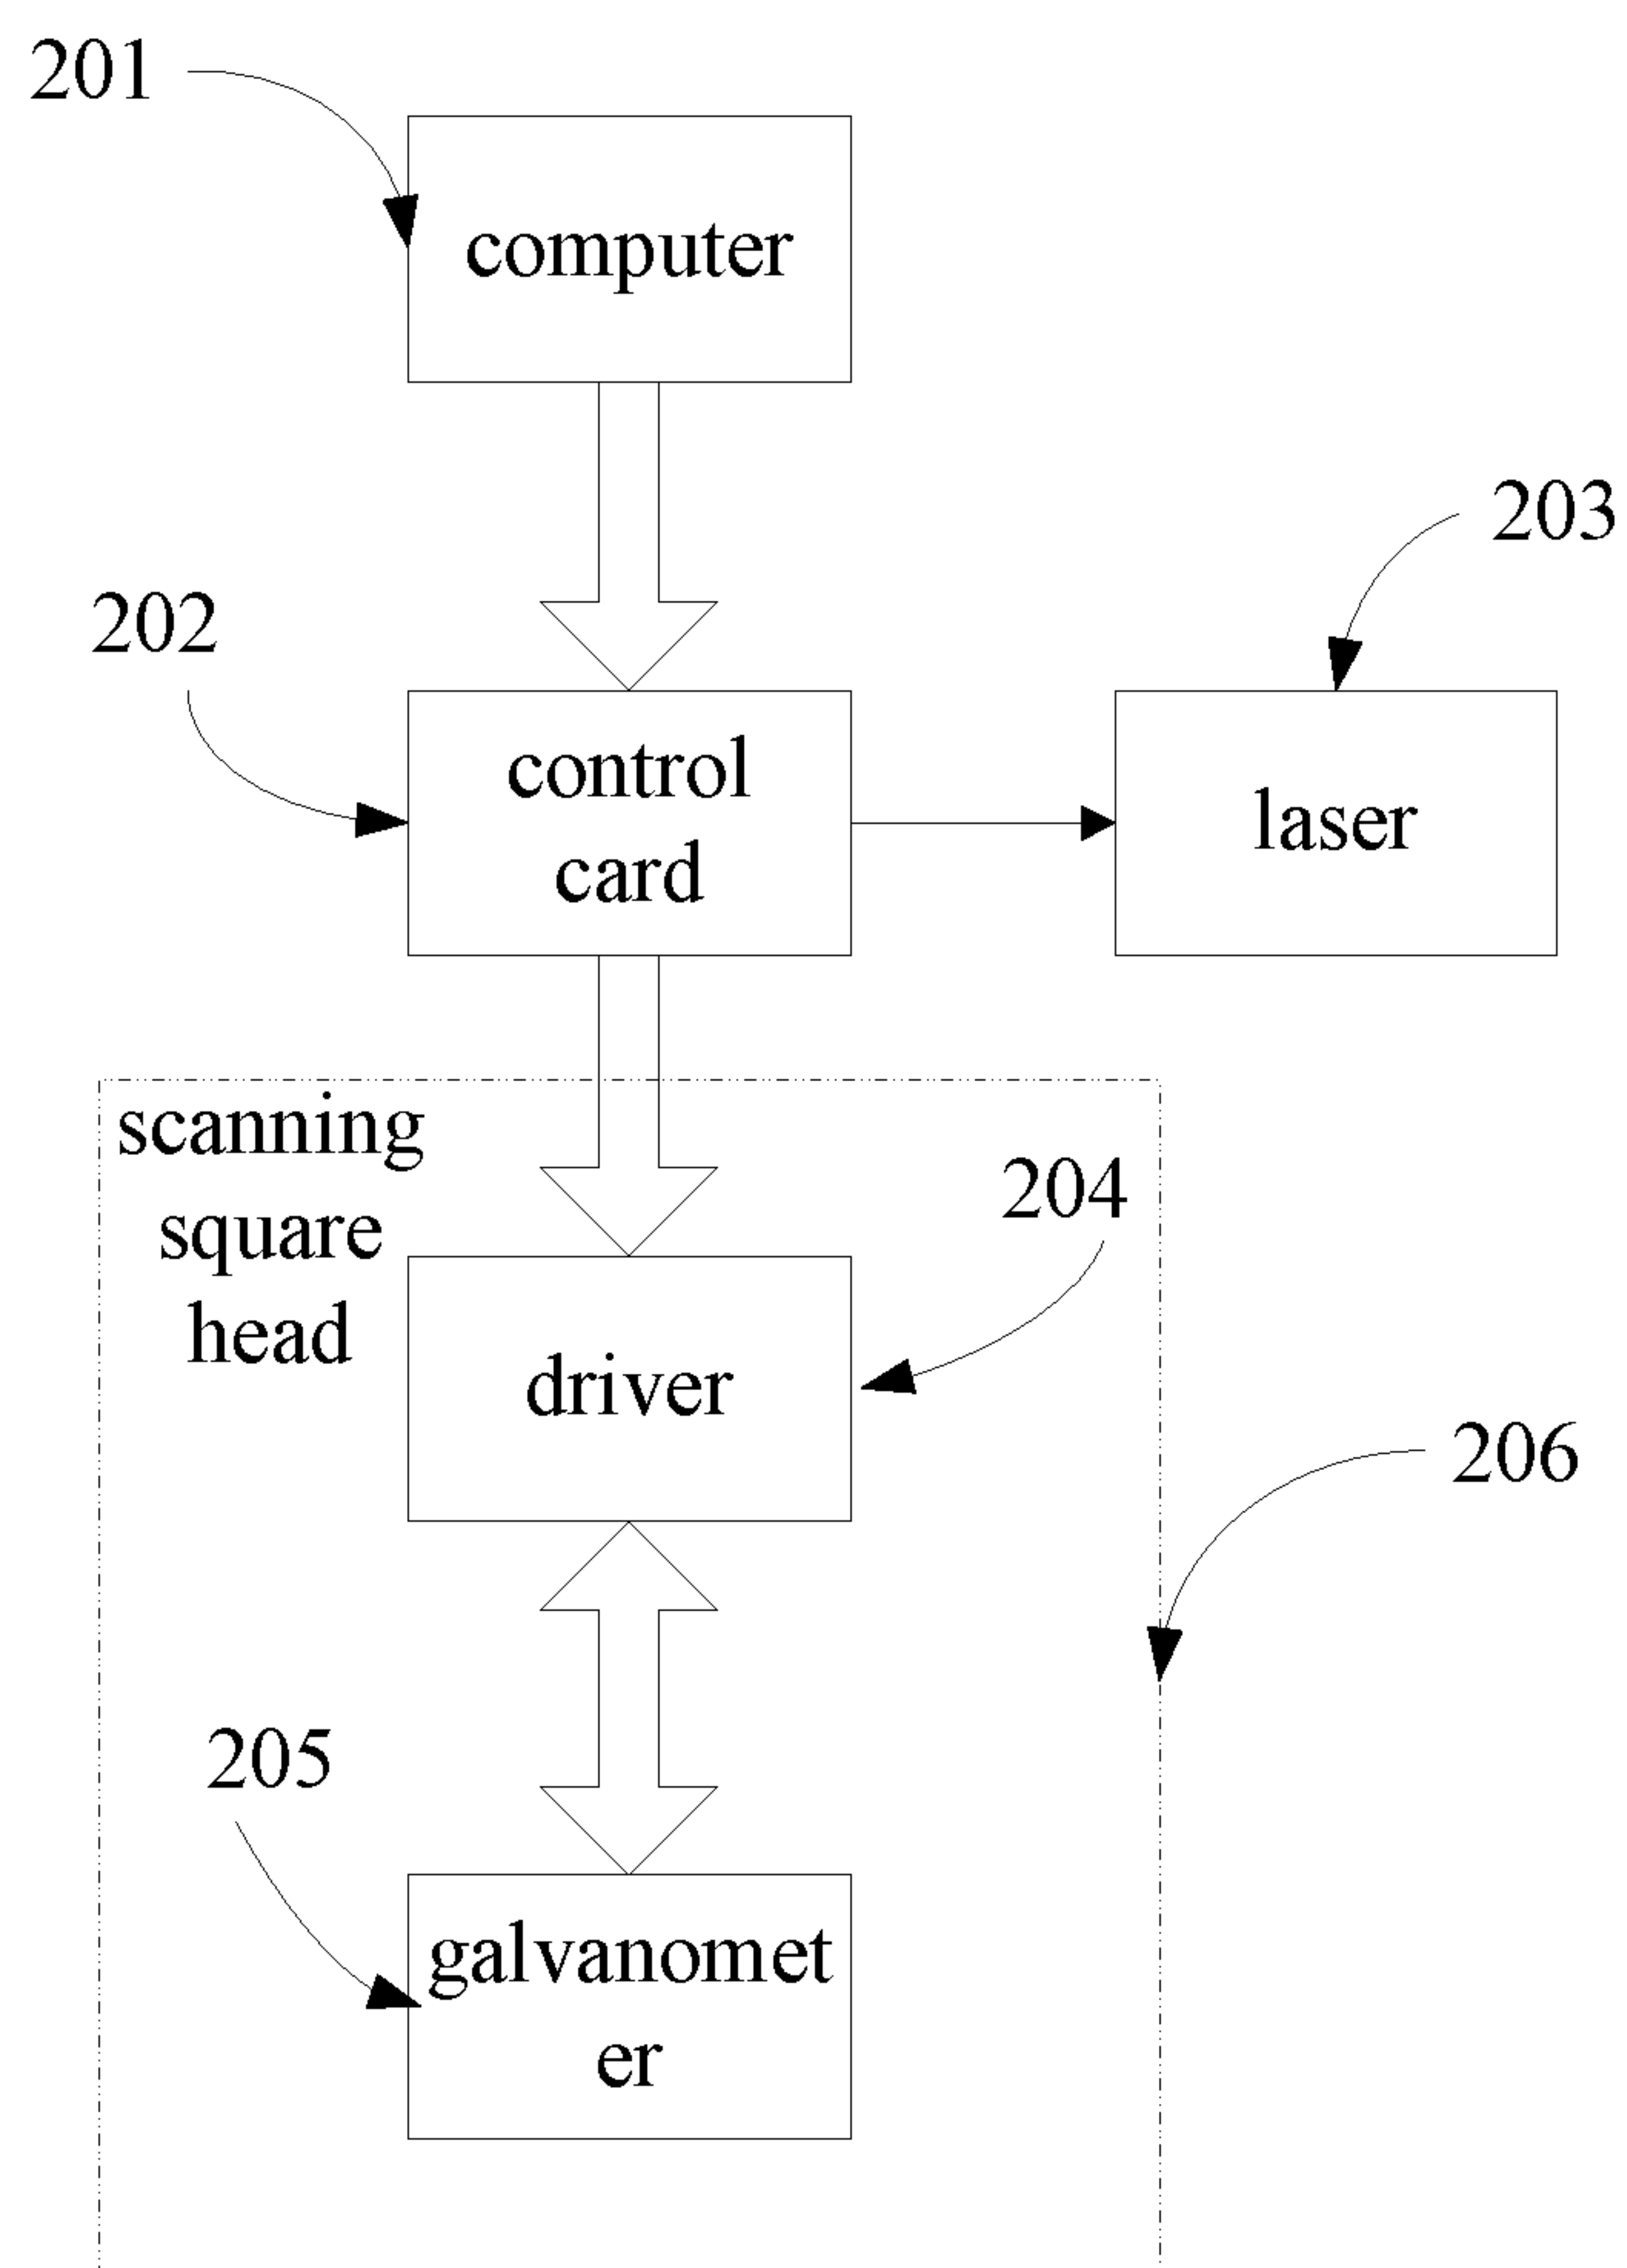 201
computer
203
202
control
card
laser
scanning
square
head
204
driver
206
205
galvanomet
er